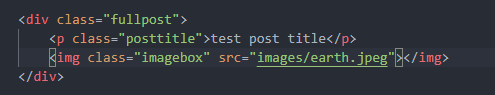 <div class="fullpost">
<p class="posttitle">test post title</p>
<img class="imagebox" src="images/earth.jpeg"></img>
</div>